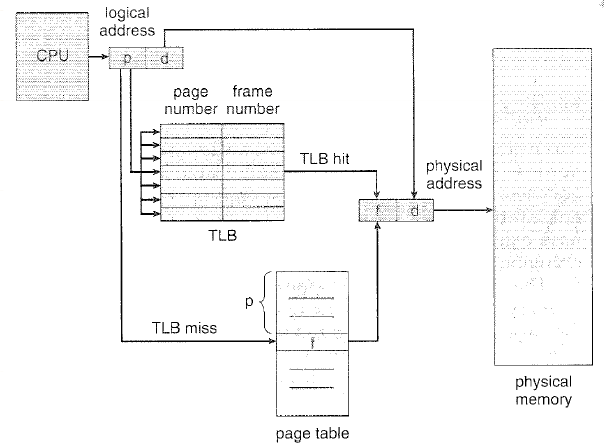 logical
address
CPU
p d
page
number
frame
number
TLB hit
physical
address
f d
TLB
p
TLB miss
f
physical
memory
page table